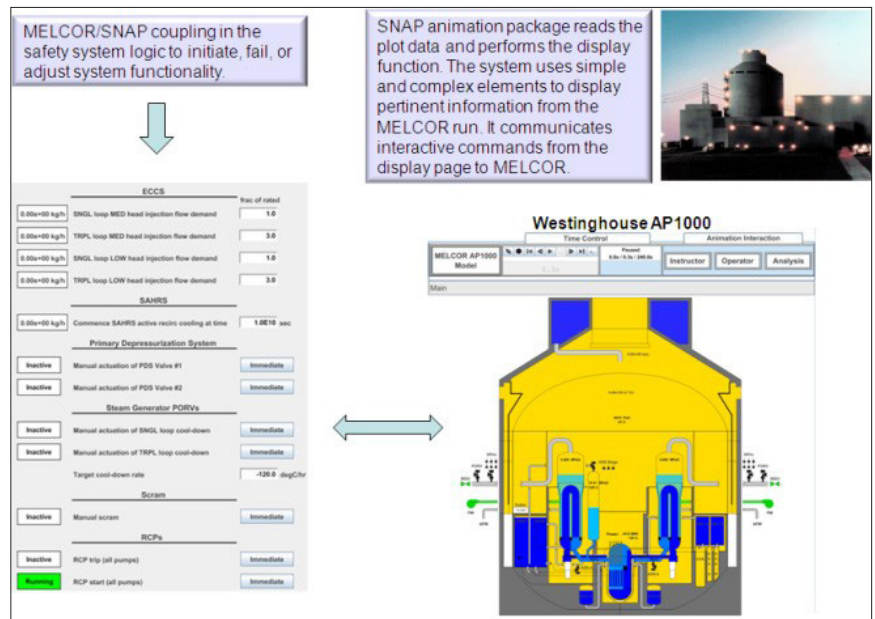 MELCOR/SNAP coupling in the
safety system logic to initiate, fail, or
adjust system functionality.
SNAP animation package reads the
plot data and performs the display
function. The system uses simple
and complex elements to display
pertinent information from the
MELCOR run. It communicates
interactive commands from the
display page to MELCOR.
ECCS
frac of rated
0.00e+00 kg/h SNGL loop MED head injection flow demand 1.0
0.00e+00 kg/h TRPL loop MED head injection flow demand 3.0
0.00e+00 kg/h SNGL loop LOW head injection flow demand 1.0
0.00e+00 kg/h TRPL loop LOW head injection flow demand 3.0
SAHRS
0.00e+00 kg/h Commence SAHRS active recirc cooling at time 1.0E10 sec
Primary Depressurization System
Inactive Manual actuation of PDS Valve #1 Immediate
Inactive Manual actuation of PDS Valve #2 Immediate
Steam Generator PORVs
Inactive Manual actuation of SNGL loop cool-down Immediate
Inactive Manual actuation of TRPL loop cool-down Immediate
Target cool-down rate -120.0 degC/hr
Scram
Inactive Manual scram Immediate
RCPs
Inactive RCP trip (all pumps) Immediate
Running RCP start (all pumps) Immediate
Westinghouse AP1000
Time Control Animation Interaction
MELCOR AP1000
Model
Paused
Instructor Operator Analysis
Main